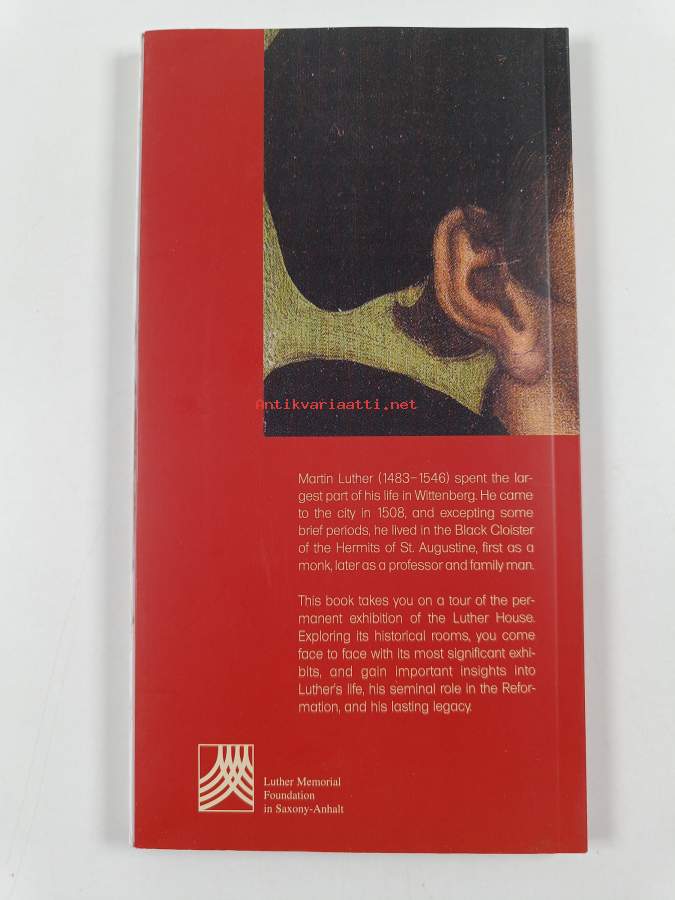 Antikvariaatti.net
Martin Luther (1483–1546) spent the lar-
gest part of his life in Wittenberg. He came
to the city in 1508, and excepting some
brief periods, he lived in the Black Cloister
of the Hermits of St. Augustine, first as a
monk, later as a professor and family man.
This book takes you on a tour of the per-
manent exhibition of the Luther House.
Exploring its historical rooms, you come
face to face with its most significant exhi-
bits, and gain important insights into
Luther's life, his seminal role in the Refor-
mation, and his lasting legacy.
Luther Memorial
Foundation
in Saxony-Anhalt